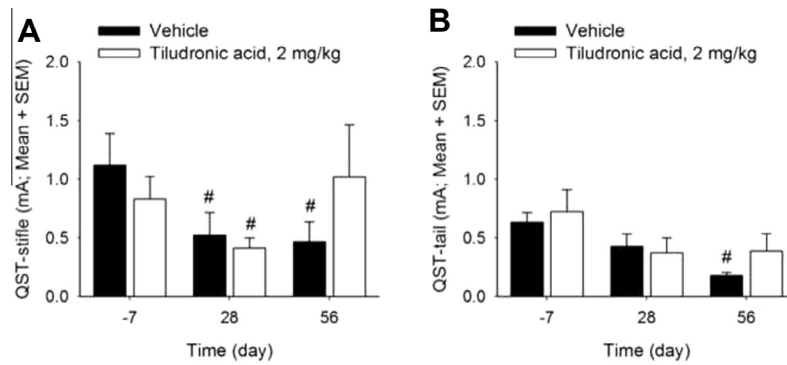 A
Vehicle
Tiludronic acid, 2 mg/kg
QST-stifle (mA; Mean + SEM)
2.0
1.5
1.0
0.5
0.0
#
#
#
-7
28
56
Time (day)
B
Vehicle
Tiludronic acid, 2 mg/kg
QST-tail (mA; Mean + SEM)
2.0
1.5
1.0
0.5
0.0
#
-7
28
56
Time (day)